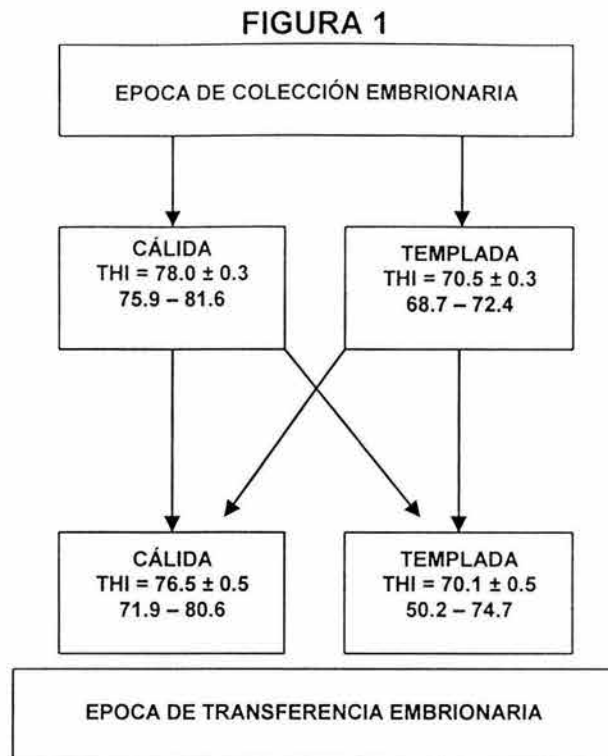 FIGURA 1
EPOCA DE COLECCIÓN EMBRIONARIA
CÁLIDA
THI = 78.0 ± 0.3
75.9 – 81.6
TEMPLADA
THI = 70.5 ± 0.3
68.7 – 72.4
CÁLIDA
THI = 76.5 ± 0.5
71.9 – 80.6
TEMPLADA
THI = 70.1 ± 0.5
50.2 – 74.7
EPOCA DE TRANSFERENCIA EMBRIONARIA